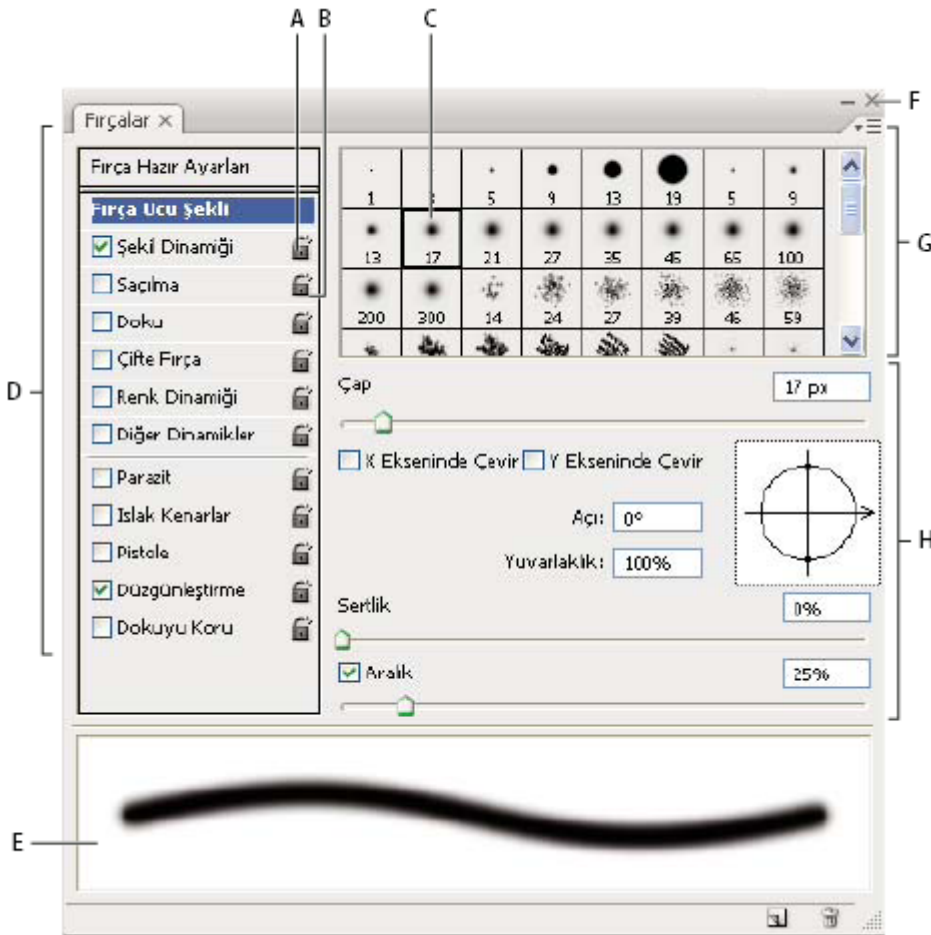 A B C
F
Fırçalar
D
G
H
E
Fırça Hazır Ayarları
Fırça Ucu Şekli
Şekil Dinamiği
Saçılma
Doku
Çifte Fırça
Renk Dinamiği
Diğer Dinamikler
Parazit
Islak Kenarlar
Pistole
Düzgünleştirme
Dokuyu Koru
1 3 5 9 13 19 5 9
13 17 21 27 35 45 65 100
200 300 14 24 27 39 46 59
Çap 17 px
X Ekseninde Çevir Y Ekseninde Çevir
Açı: 0°
Yuvarlaklik: 100%
Sertlik 0%
Aralık 25%